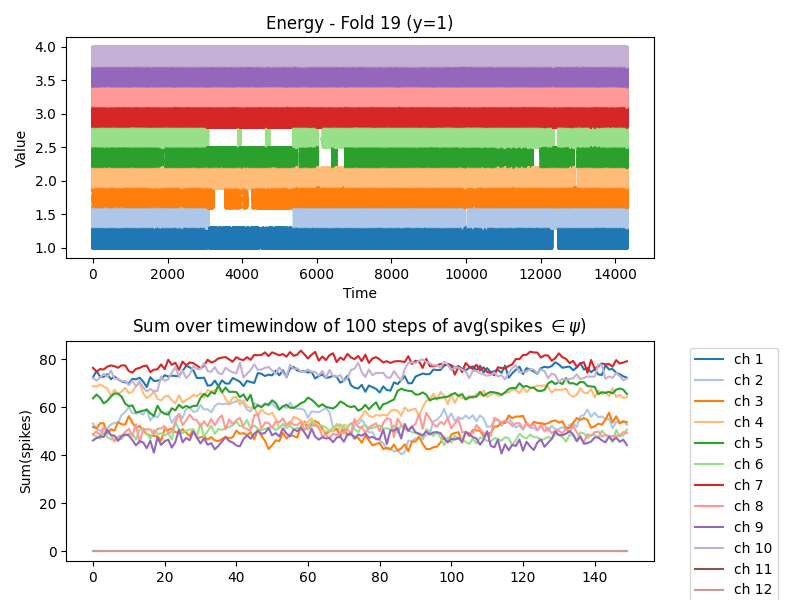 Energy - Fold 19 (y=1)
4.0
3.5
3.0
2.5
2.0
1.5
1.0
Value
0 2000 4000 6000 8000 10000 12000 14000
Time
Sum over timewindow of 100 steps of avg(spikes ∈ ψ)
80
60
40
20
0
Sum(spikes)
0 20 40 60 80 100 120 140
ch 1
ch 2
ch 3
ch 4
ch 5
ch 6
ch 7
ch 8
ch 9
ch 10
ch 11
ch 12